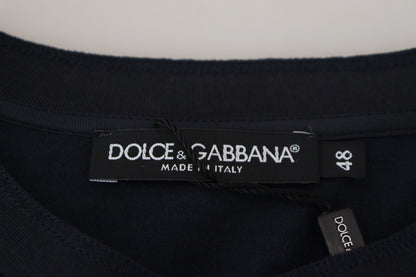 DOLCE & GABBANA®
MADE IN ITALY
48
DOLCE